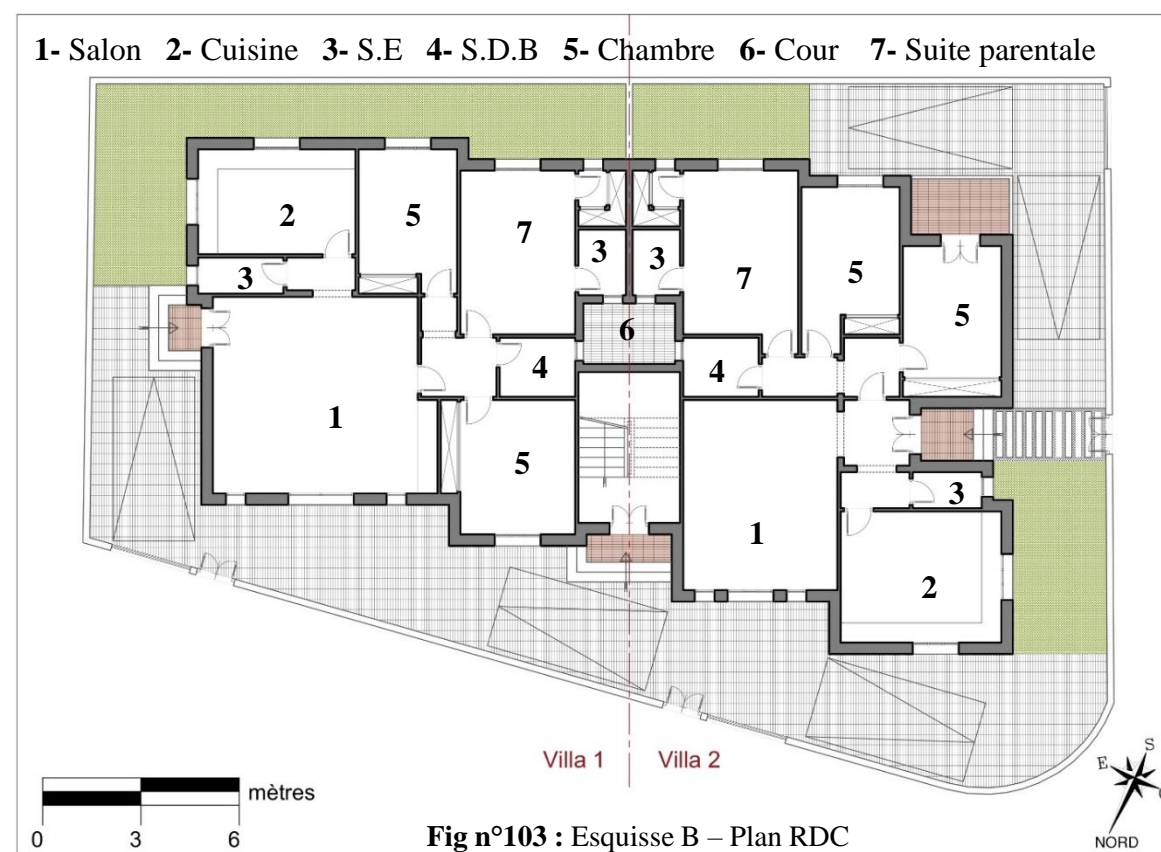 1- Salon 2- Cuisine 3- S.E 4- S.D.B 5- Chambre 6- Cour 7- Suite parentale
2
5
7
3
3
3
7
5
5
6
4
4
1
5
1
3
2
Villa 1
Villa 2
mètres
0 3 6
Fig n°103 : Esquisse B – Plan RDC
E
S
O
NORD